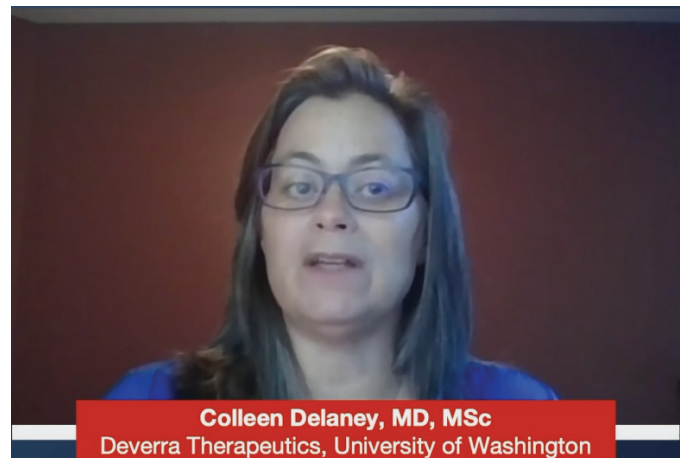 Colleen Delaney, MD, MSc
Deverra Therapeutics, University of Washington